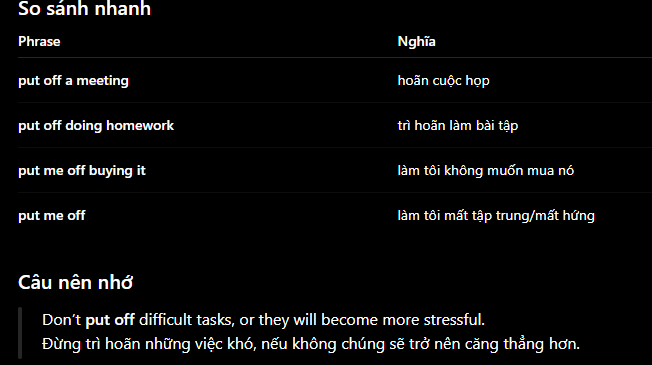 So sánh nhanh
Phrase Nghĩa
put off a meeting hoãn cuộc họp
put off doing homework trì hoãn làm bài tập
put me off buying it làm tôi không muốn mua nó
put me off làm tôi mất tập trung/mất hứng
Câu nên nhớ
Don’t put off difficult tasks, or they will become more stressful.
Đừng trì hoãn những việc khó, nếu không chúng sẽ trở nên căng thẳng hơn.